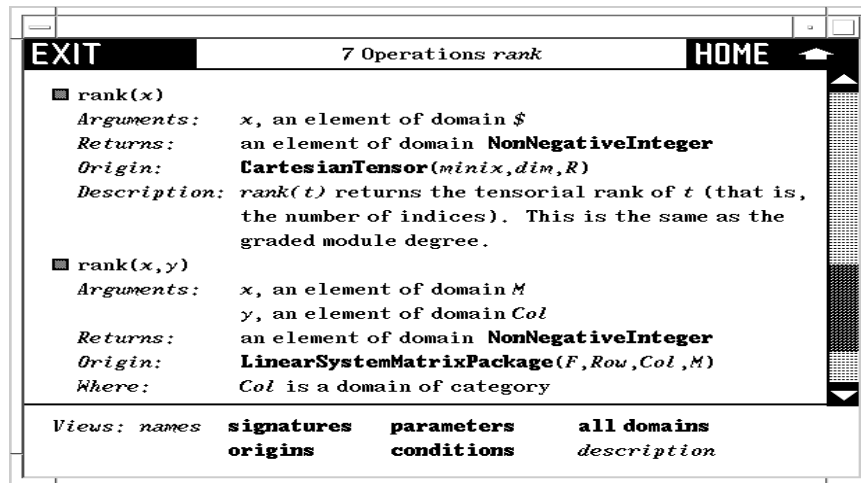 EXIT 7 Operations rank HOME
rank(x)
Arguments: x, an element of domain $
Returns: an element of domain NonNegativeInteger
Origin: CartesianTensor(minix,dim,R)
Description: rank(t) returns the tensorial rank of t (that is,
the number of indices). This is the same as the
graded module degree.
rank(x,y)
Arguments: x, an element of domain M
y, an element of domain Col
Returns: an element of domain NonNegativeInteger
Origin: LinearSystemMatrixPackage(F,Row,Col,M)
Where: Col is a domain of category
Views: names signatures parameters all domains
origins conditions description